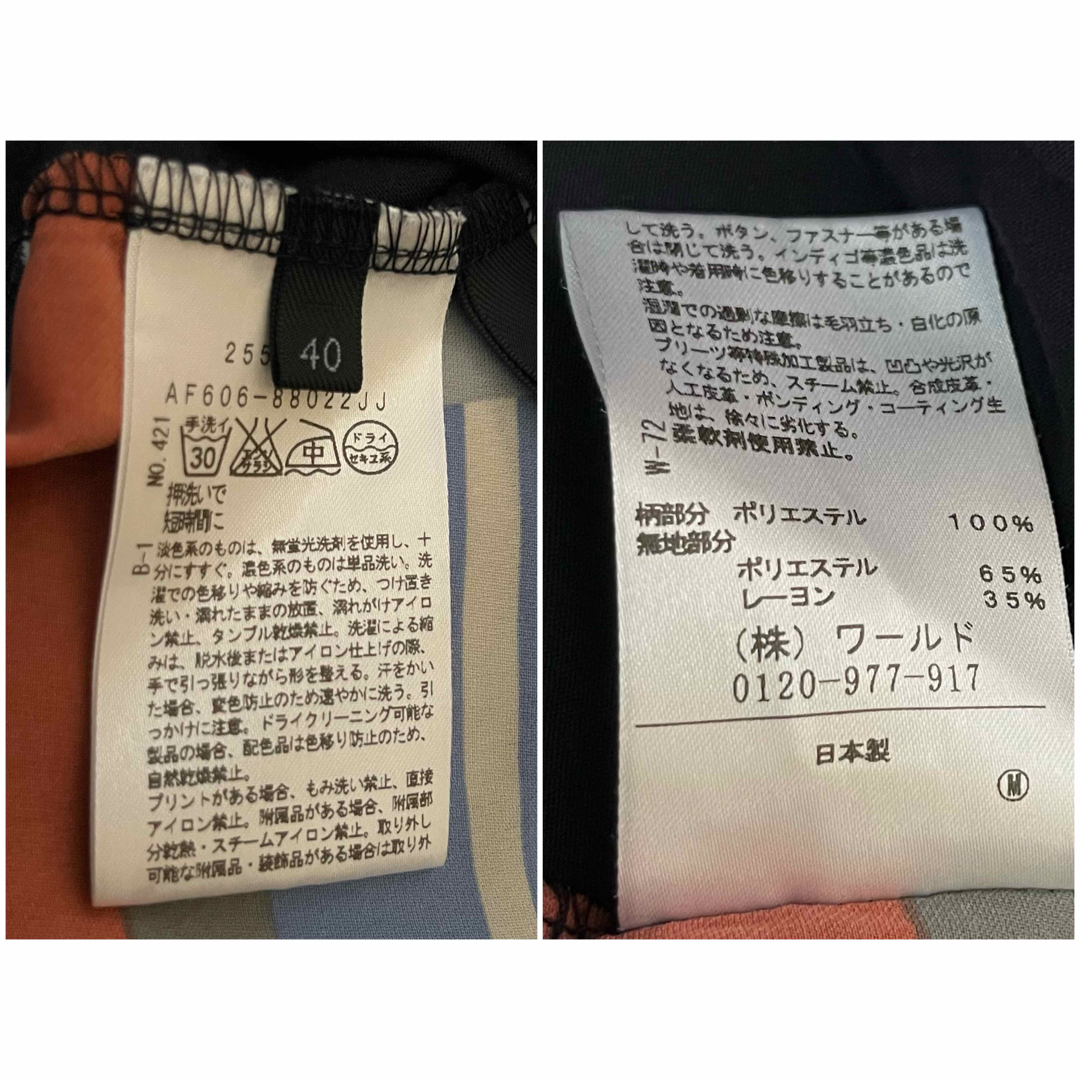 255
40
AF606-88022JJ
NO.421
手洗イ
30
エンソ
サラシ
中
ドライ
セキユ系
押洗いで
短時間に
B-1
淡色系のものは、無蛍光洗剤を使用し、十
分にすすぐ。濃色系のものは単品洗い。洗
濯での色移りや縮みを防ぐため、つけ置き
洗い・濡れたままの放置、濡れがけアイロ
ン禁止、タンブル乾燥禁止。洗濯による縮
みは、脱水後またはアイロン仕上げの際、
手で引っ張りながら形を整える。汗をかい
た場合、変色防止のため速やかに洗う。引
っかけに注意。ドライクリーニング可能な
製品の場合、配色品は色移り防止のため、
自然乾燥禁止。
プリントがある場合、もみ洗い禁止、直接
アイロン禁止。附属品がある場合、附属部
分乾熱・スチームアイロン禁止。取り外し
可能な附属品・装飾品がある場合は取り外
して洗う。ボタン、ファスナー等がある場
合は閉じて洗う。インディゴ等濃色品は洗
濯時や着用時に色移りすることがあるので
注意。
湿潤での過剰な摩擦は毛羽立ち・白化の原
因となるため注意。
プリーツ等特殊加工製品は、凹凸や光沢が
なくなるため、スチーム禁止。合成皮革・
人工皮革・ボンディング・コーティング生
地は、徐々に劣化する。
W-72
柔軟剤使用禁止。
柄部分 ポリエステル 100%
無地部分
ポリエステル 65%
レーヨン 35%
(株)ワールド
0120-977-917
日本製
M